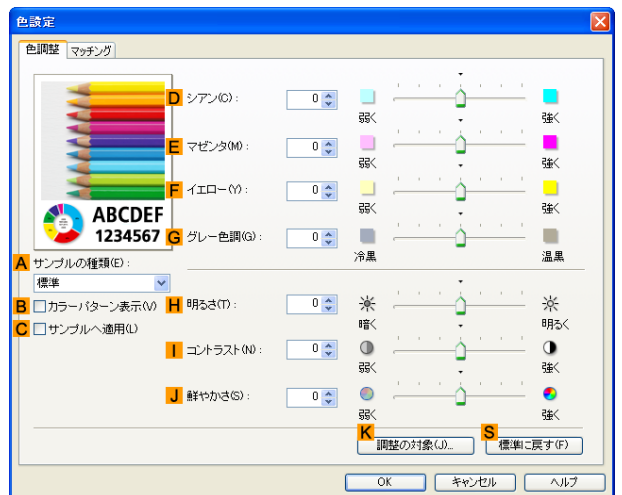 色設定
色調整 マッチング
ABCDEF
1234567
A サンプルの種類(E):
標準
B カラーパターン表示(V)
C サンプルへ適用(L)
D シアン(C): 0 弱く 強く
E マゼンタ(M): 0 弱く 強く
F イエロー(Y): 0 弱く 強く
G グレー色調(G): 0 冷黒 温黒
H 明るさ(T): 0 暗く 明るく
I コントラスト(N): 0 弱く 強く
J 鮮やかさ(S): 0 弱く 強く
K 調整の対象(J)... S 標準に戻す(F)
OK キャンセル ヘルプ